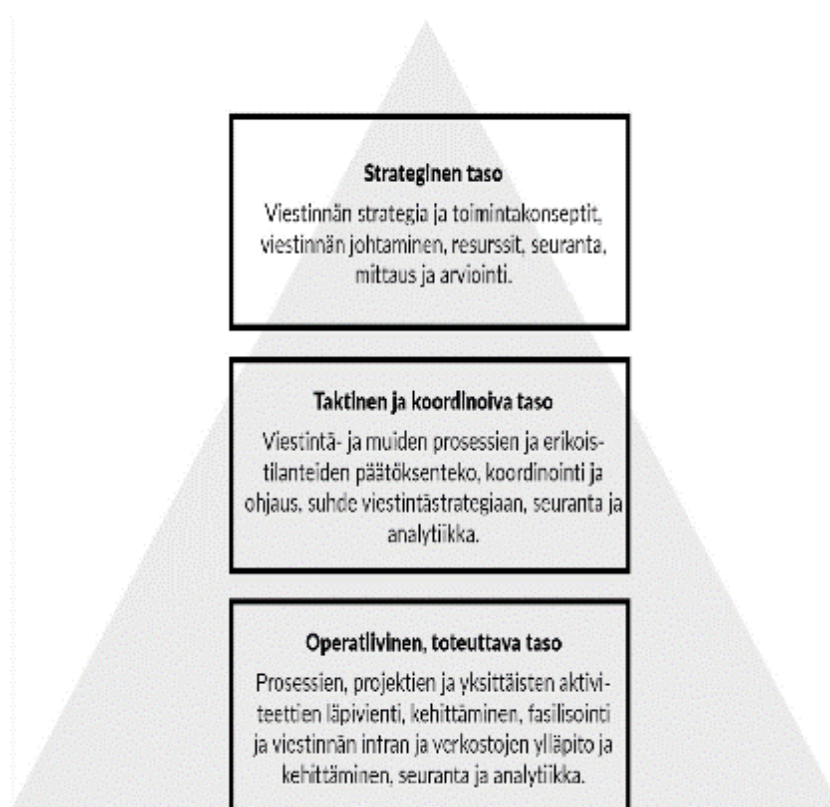 Strateginen taso
Viestinnän strategia ja toimintakonseptit,
viestinnän johtaminen, resurssit, seuranta,
mittaus ja arviointi.
Taktinen ja koordinoiva taso
Viestintä- ja muiden prosessien ja erikois-
tilanteiden päätöksenteko, koordinointi ja
ohjaus, suhde viestintästrategiaan, seuranta ja
analytiikka.
Operatiivinen, toteuttava taso
Prosessien, projektien ja yksittäisten aktivi-
teettien läpivienti, kehittäminen, fasilisointi
ja viestinnän infran ja verkostojen ylläpito ja
kehittäminen, seuranta ja analytiikka.